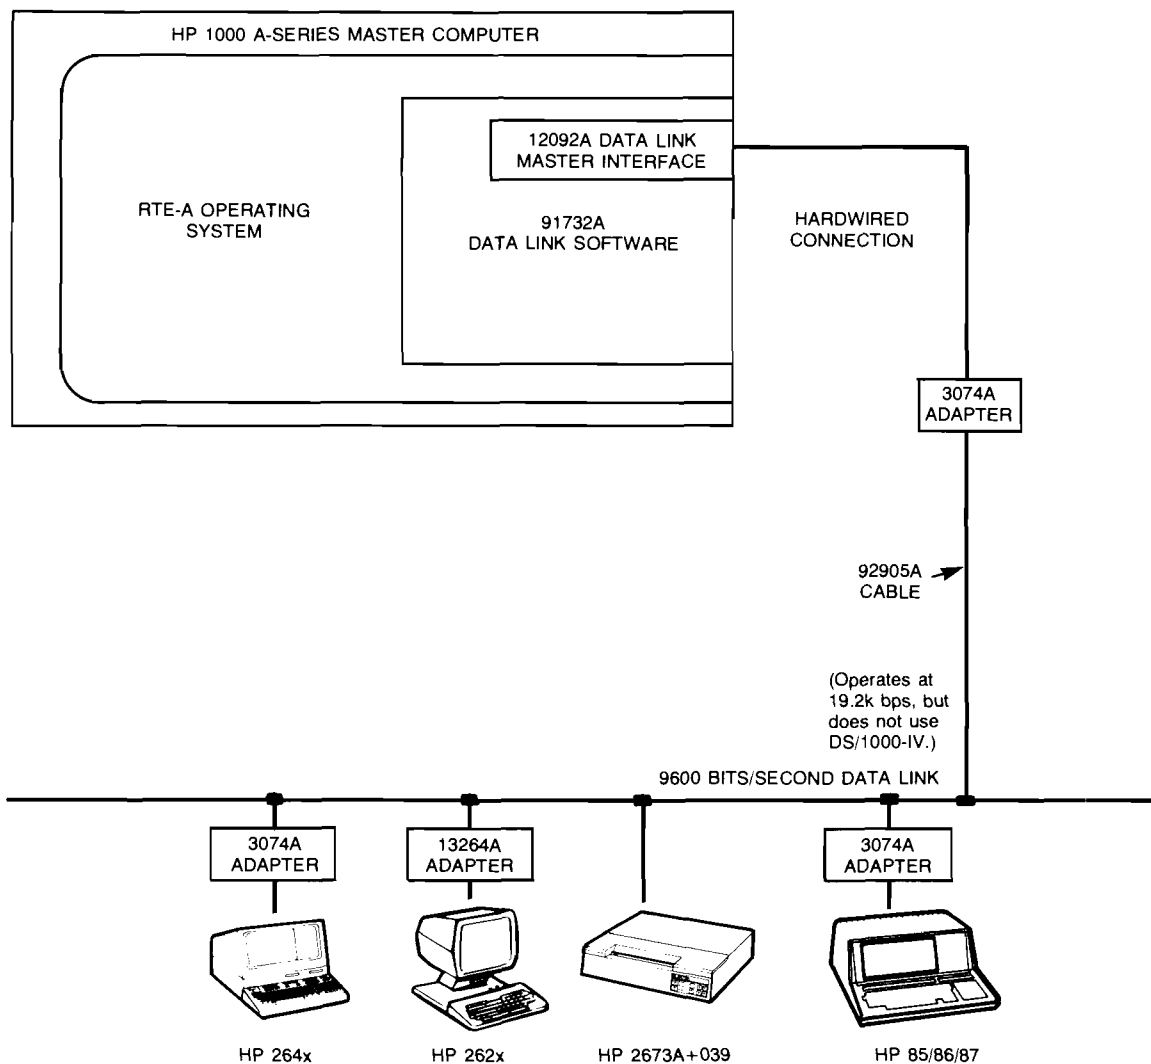 HP 1000 A-SERIES MASTER COMPUTER
12092A DATA LINK
MASTER INTERFACE
RTE-A OPERATING
SYSTEM
91732A
DATA LINK SOFTWARE
HARDWIRED
CONNECTION
3074A
ADAPTER
92905A
CABLE
(Operates at
19.2k bps, but
does not use
DS/1000-IV.)
9600 BITS/SECOND DATA LINK
3074A
ADAPTER
13264A
ADAPTER
3074A
ADAPTER
HP 264x
HP 262x
HP 2673A+039
HP 85/86/87